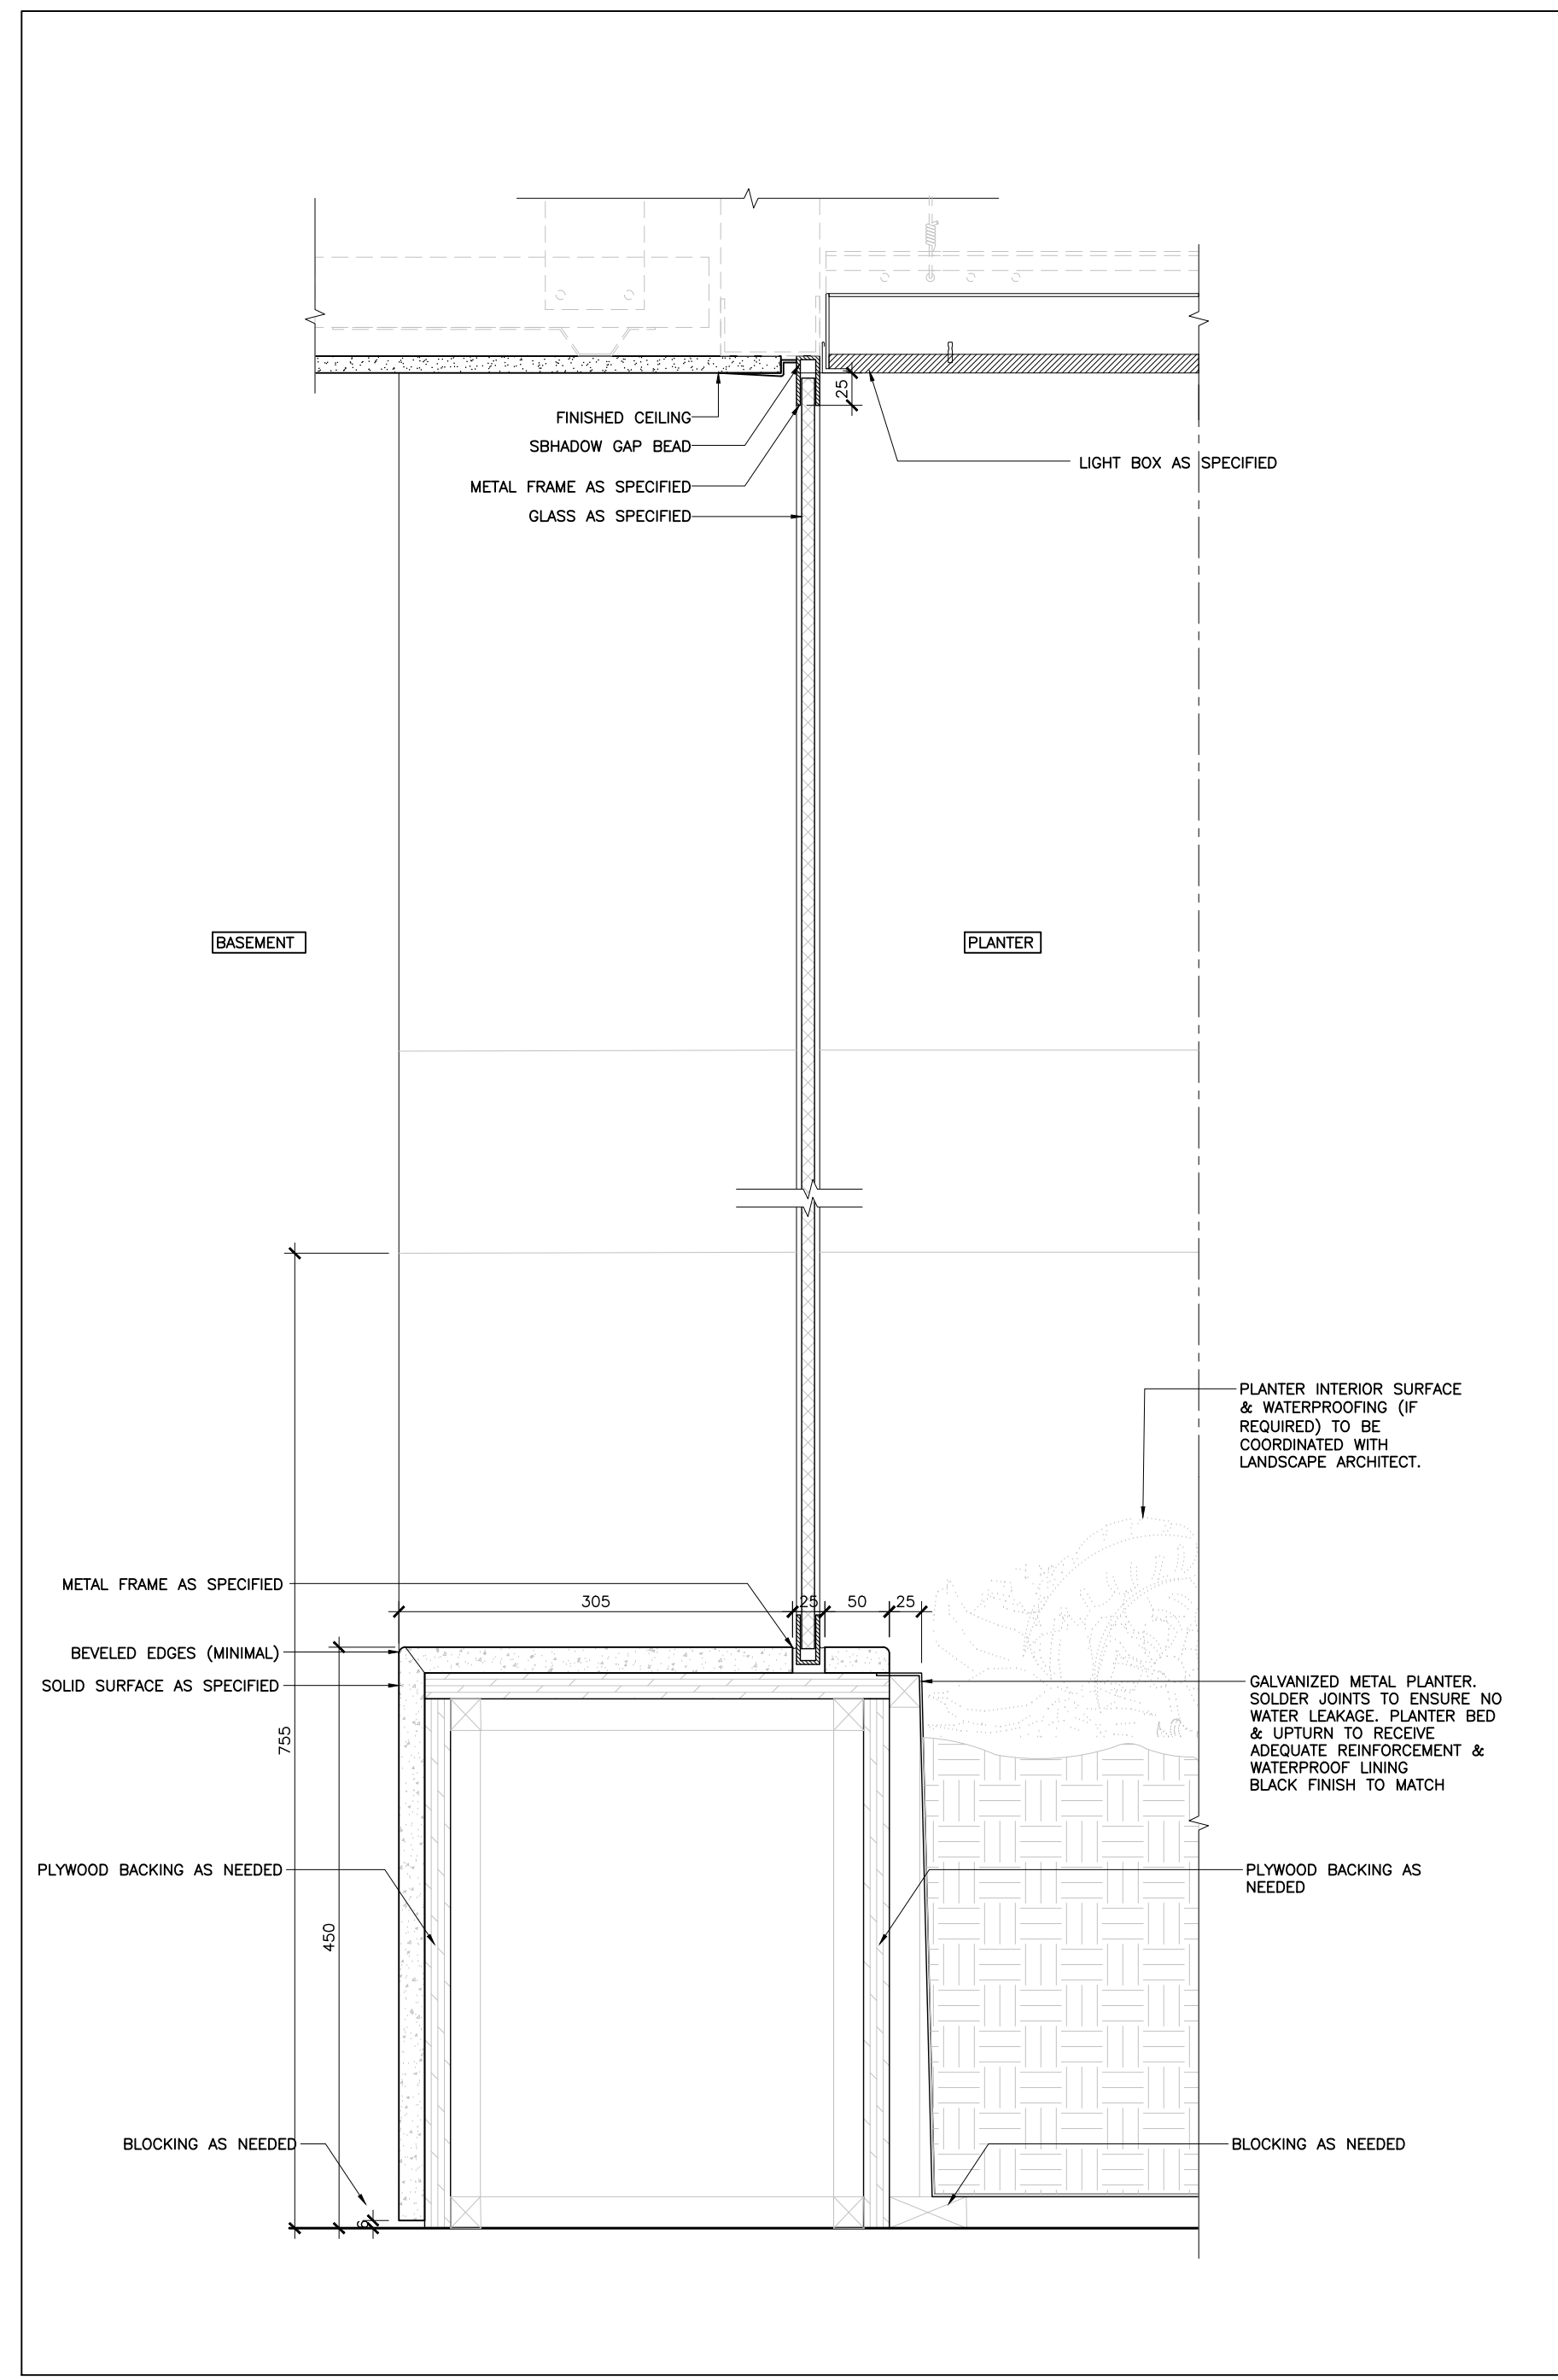 25
FINISHED CEILING
SBHADOW GAP BEAD
METAL FRAME AS SPECIFIED
GLASS AS SPECIFIED
LIGHT BOX AS SPECIFIED
BASEMENT
PLANTER
PLANTER INTERIOR SURFACE
& WATERPROOFING (IF
REQUIRED) TO BE
COORDINATED WITH
LANDSCAPE ARCHITECT.
METAL FRAME AS SPECIFIED
305
25
50
25
BEVELED EDGES (MINIMAL)
SOLID SURFACE AS SPECIFIED
GALVANIZED METAL PLANTER.
SOLDER JOINTS TO ENSURE NO
WATER LEAKAGE. PLANTER BED
& UPTURN TO RECEIVE
ADEQUATE REINFORCEMENT &
WATERPROOF LINING
BLACK FINISH TO MATCH
755
PLYWOOD BACKING AS NEEDED
PLYWOOD BACKING AS
NEEDED
450
BLOCKING AS NEEDED
BLOCKING AS NEEDED
6